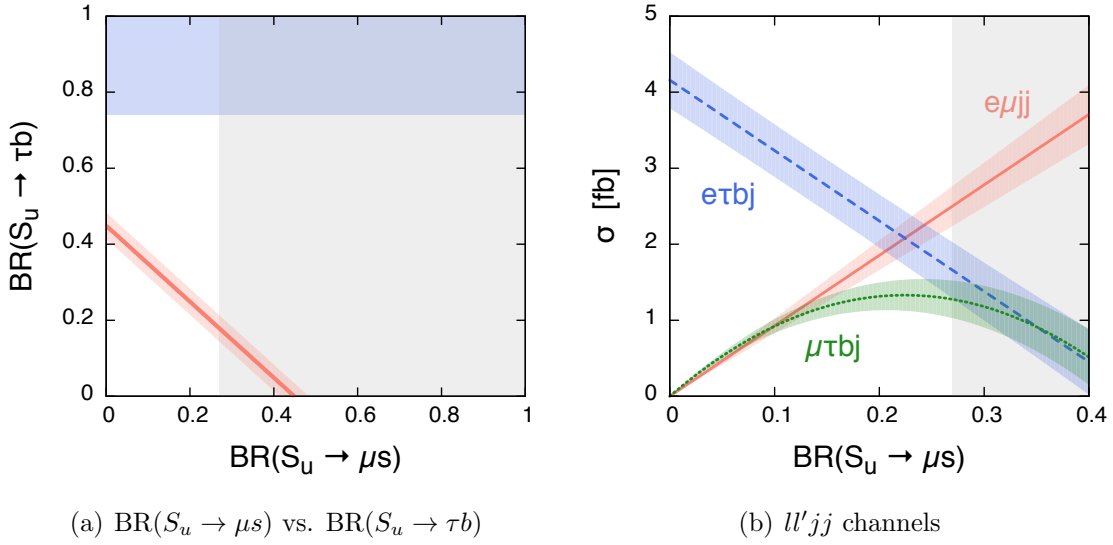 1
0.8
0.6
0.4
0.2
0
BR(Sᵤ → τb)
0 0.2 0.4 0.6 0.8 1
BR(Sᵤ → μs)
(a) BR(Sᵤ → μs) vs. BR(Sᵤ → τb)
5
4
3
2
1
0
σ [fb]
eμjj
eτbj
μτbj
0 0.1 0.2 0.3 0.4
BR(Sᵤ → μs)
(b) ll′jj channels